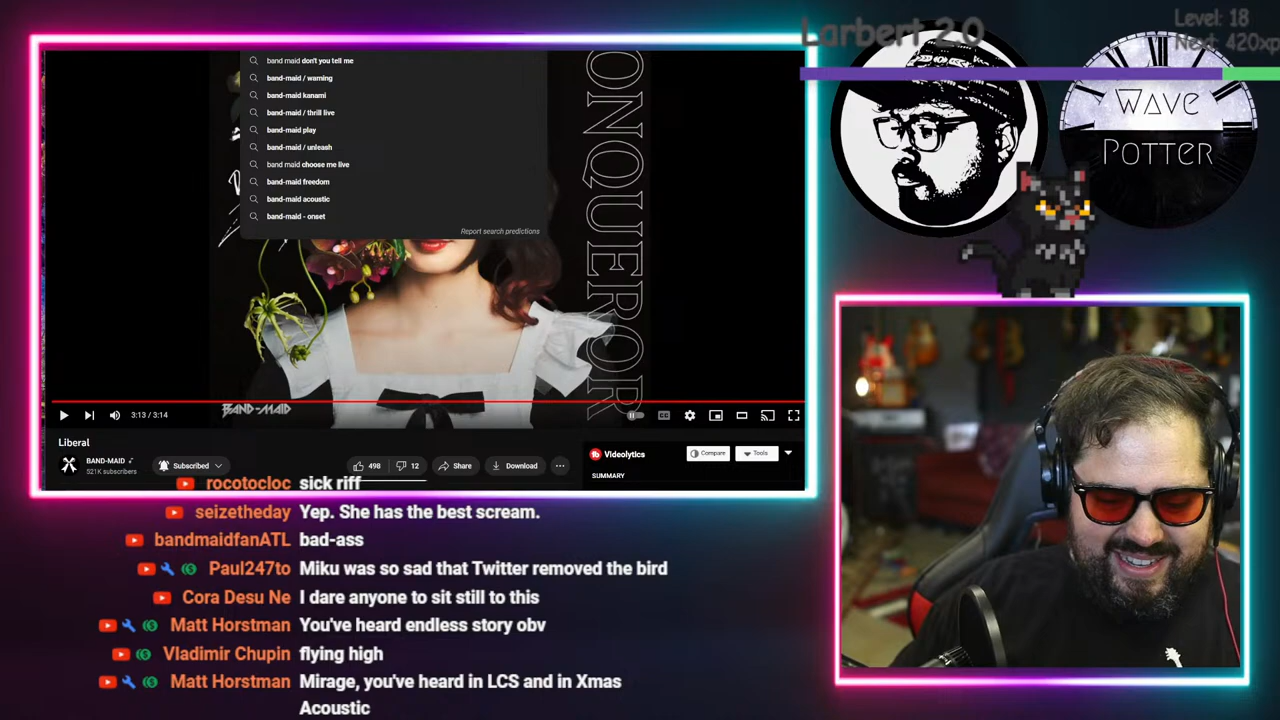 Larbert 2.0
Level: 18
Next: 420xp
band maid don't you tell me
band-maid / warning
band-maid kanami
band-maid / thrill live
band-maid play
band-maid / unleash
band maid choose me live
band-maid freedom
band-maid acoustic
band-maid - onset
Report search predictions
ONQUEROR
WAVE
POTTER
BAND-MAID
3:13 / 3:14
CC
Liberal
BAND-MAID
521K subscribers
Subscribed
498
12
Share
Download
Videolytics
Compare
Tools
SUMMARY
rocotocloc sick riff
seizetheday Yep. She has the best scream.
bandmaidfanATL bad-ass
Paul247to Miku was so sad that Twitter removed the bird
Cora Desu Ne I dare anyone to sit still to this
Matt Horstman You've heard endless story obv
Vladimir Chupin flying high
Matt Horstman Mirage, you've heard in LCS and in Xmas
Acoustic